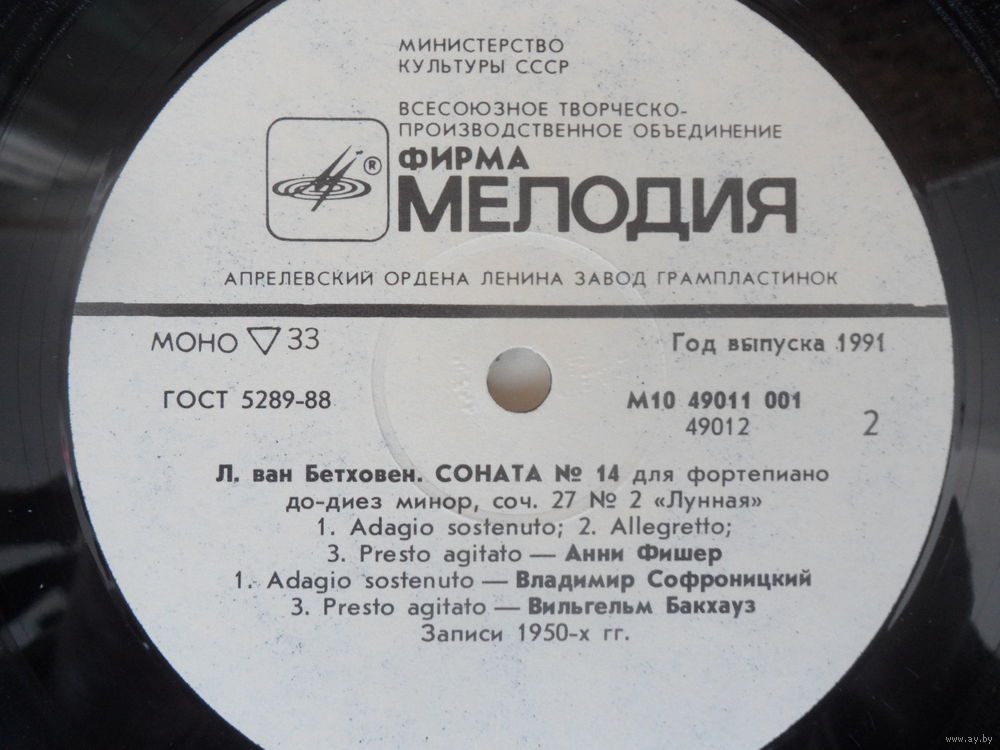 МИНИСТЕРСТВО
КУЛЬТУРЫ СССР
ВСЕСОЮЗНОЕ ТВОРЧЕСКО-
ПРОИЗВОДСТВЕННОЕ ОБЪЕДИНЕНИЕ
ФИРМА
®
МЕЛОДИЯ
АПРЕЛЕВСКИЙ ОРДЕНА ЛЕНИНА ЗАВОД ГРАМПЛАСТИНОК
МОНО ▽ 33
Год выпуска 1991
ГОСТ 5289-88
М10 49011 001
49012
2
Л. ван Бетховен. СОНАТА № 14 для фортепиано
до-диез минор, соч. 27 № 2 «Лунная»
1. Adagio sostenuto; 2. Allegretto;
3. Presto agitato — Анни Фишер
1. Adagio sostenuto — Владимир Софроницкий
3. Presto agitato — Вильгельм Бакхауз
Записи 1950-х гг.
www.ay.by